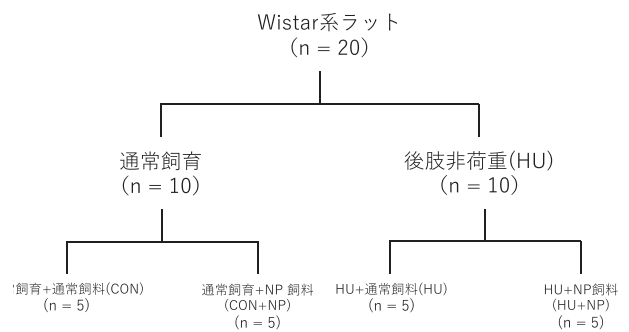 Wistar系ラット
(n = 20)
通常飼育
(n = 10)
後肢非荷重(HU)
(n = 10)
飼育+通常飼料(CON)
(n = 5)
通常飼育+NP 飼料
(CON+NP)
(n = 5)
HU+通常飼料(HU)
(n = 5)
HU+NP飼料
(HU+NP)
(n = 5)